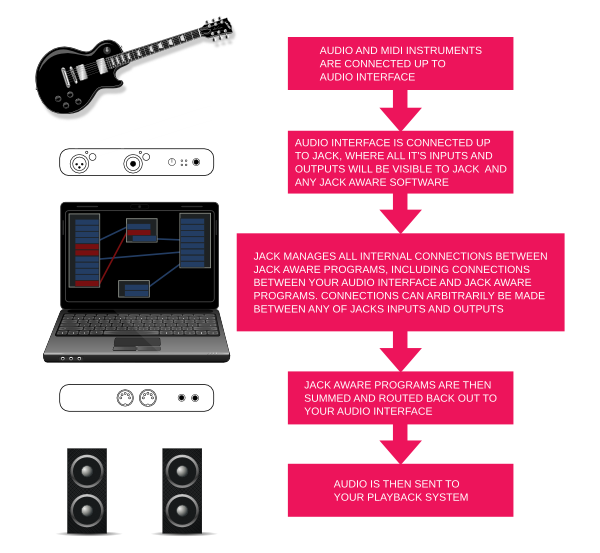 AUDIO AND MIDI INSTRUMENTS
ARE CONNECTED UP TO
AUDIO INTERFACE
AUDIO INTERFACE IS CONNECTED UP
TO JACK, WHERE ALL IT'S INPUTS AND
OUTPUTS WILL BE VISIBLE TO JACK AND
ANY JACK AWARE SOFTWARE
JACK MANAGES ALL INTERNAL CONNECTIONS BETWEEN
JACK AWARE PROGRAMS, INCLUDING CONNECTIONS
BETWEEN YOUR AUDIO INTERFACE AND JACK AWARE
PROGRAMS. CONNECTIONS CAN ARBITRARILY BE MADE
BETWEEN ANY OF JACKS INPUTS AND OUTPUTS
JACK AWARE PROGRAMS ARE THEN
SUMMED AND ROUTED BACK OUT TO
YOUR AUDIO INTERFACE
AUDIO IS THEN SENT TO
YOUR PLAYBACK SYSTEM